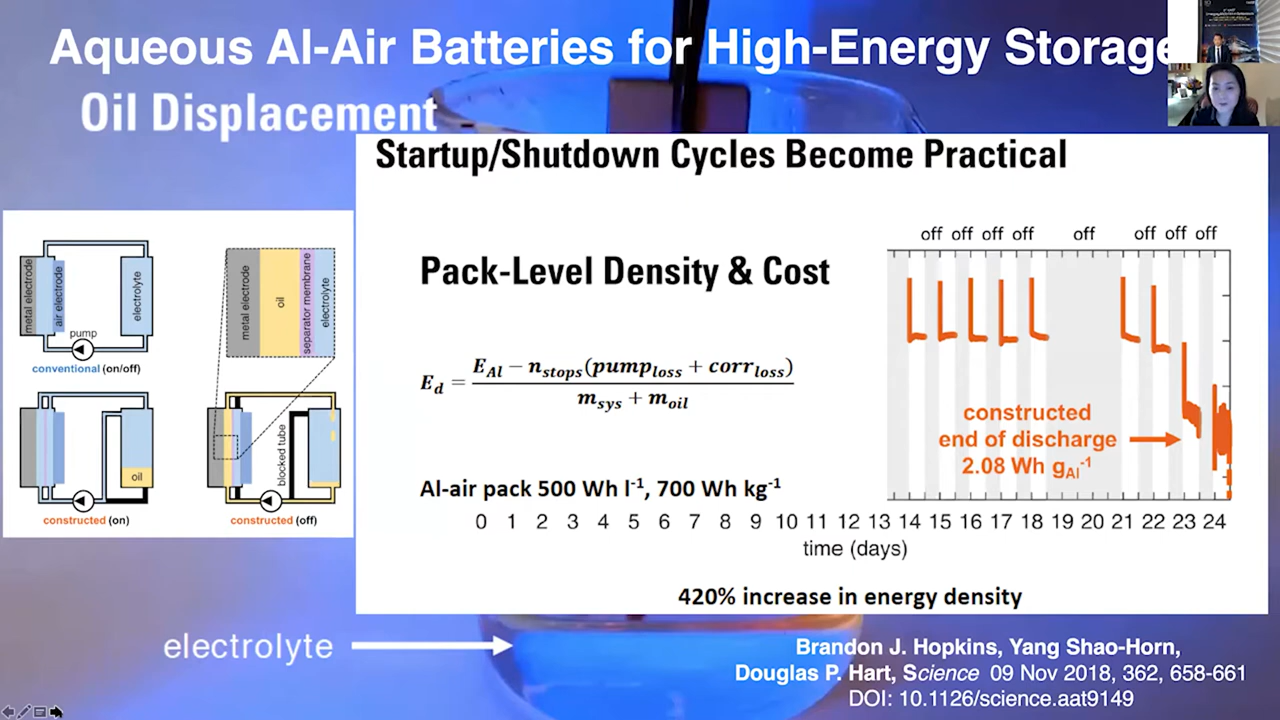 Aqueous Al-Air Batteries for High-Energy Storage
Oil Displacement
Startup/Shutdown Cycles Become Practical
metal electrode
air electrode
electrolyte
pump
conventional (on/off)
metal electrode
oil
separator membrane
electrolyte
oil
constructed (on)
blocked tube
constructed (off)
Pack-Level Density & Cost
E_d = (E_Al − n_stops(pump_loss + corr_loss)) / (m_sys + m_oil)
Al-air pack 500 Wh l⁻¹, 700 Wh kg⁻¹
off off off off off off off off
constructed
end of discharge
2.08 Wh g_Al⁻¹
0 1 2 3 4 5 6 7 8 9 10 11 12 13 14 15 16 17 18 19 20 21 22 23 24
time (days)
420% increase in energy density
electrolyte
Brandon J. Hopkins, Yang Shao-Horn,
Douglas P. Hart, Science 09 Nov 2018, 362, 658-661
DOI: 10.1126/science.aat9149